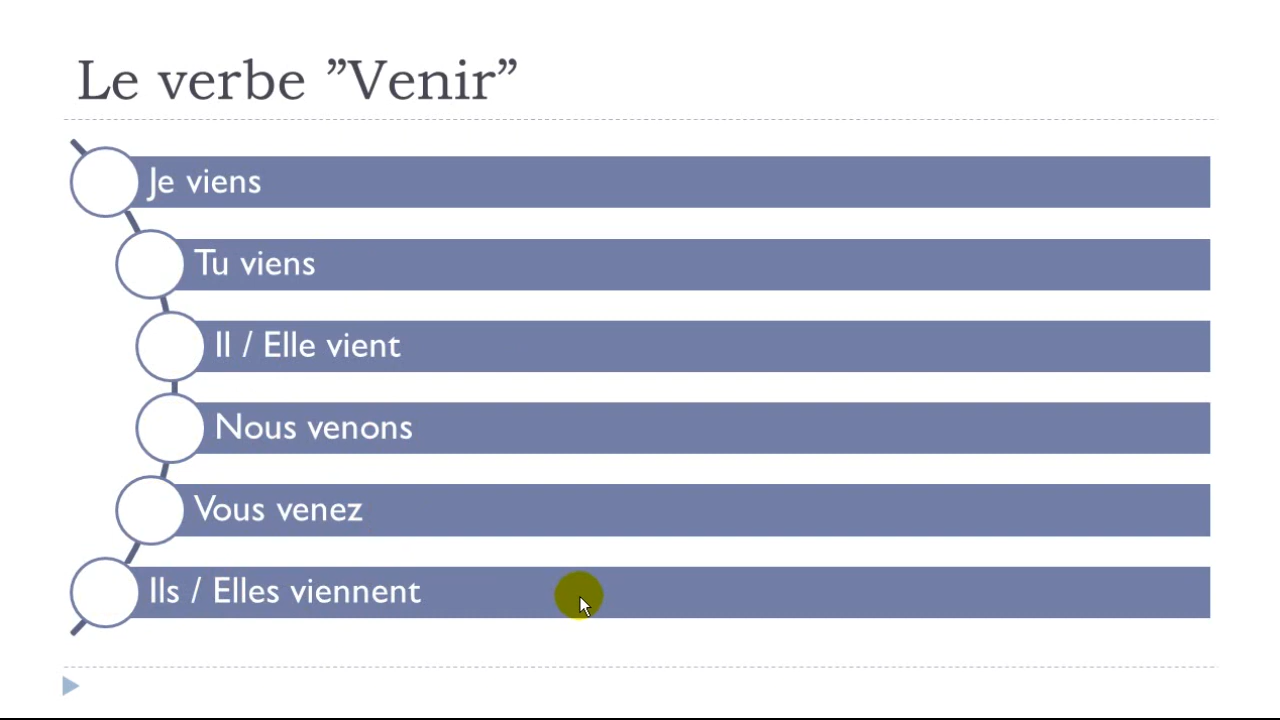 Le verbe ”Venir”
Je viens
Tu viens
Il / Elle vient
Nous venons
Vous venez
Ils / Elles viennent